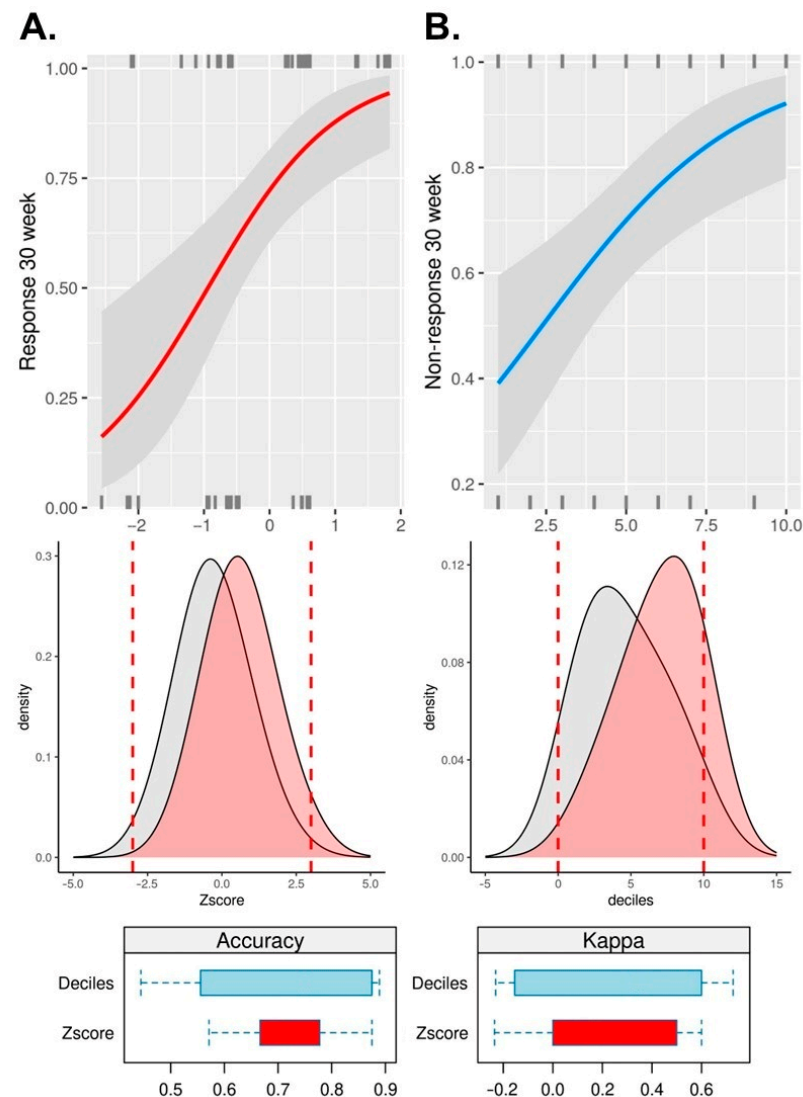 A.
B.
1.00
0.75
0.50
0.25
0.00
Response 30 week
−2 −1 0 1 2
1.0
0.8
0.6
0.4
0.2
Non-response 30 week
2.5 5.0 7.5 10.0
0.3
0.2
0.1
0.0
density
-5.0 -2.5 0.0 2.5 5.0
Zscore
0.12
0.08
0.04
0.00
density
-5 0 5 10 15
deciles
Accuracy
Deciles
Zscore
0.5 0.6 0.7 0.8 0.9
Kappa
Deciles
Zscore
−0.2 0.0 0.2 0.4 0.6